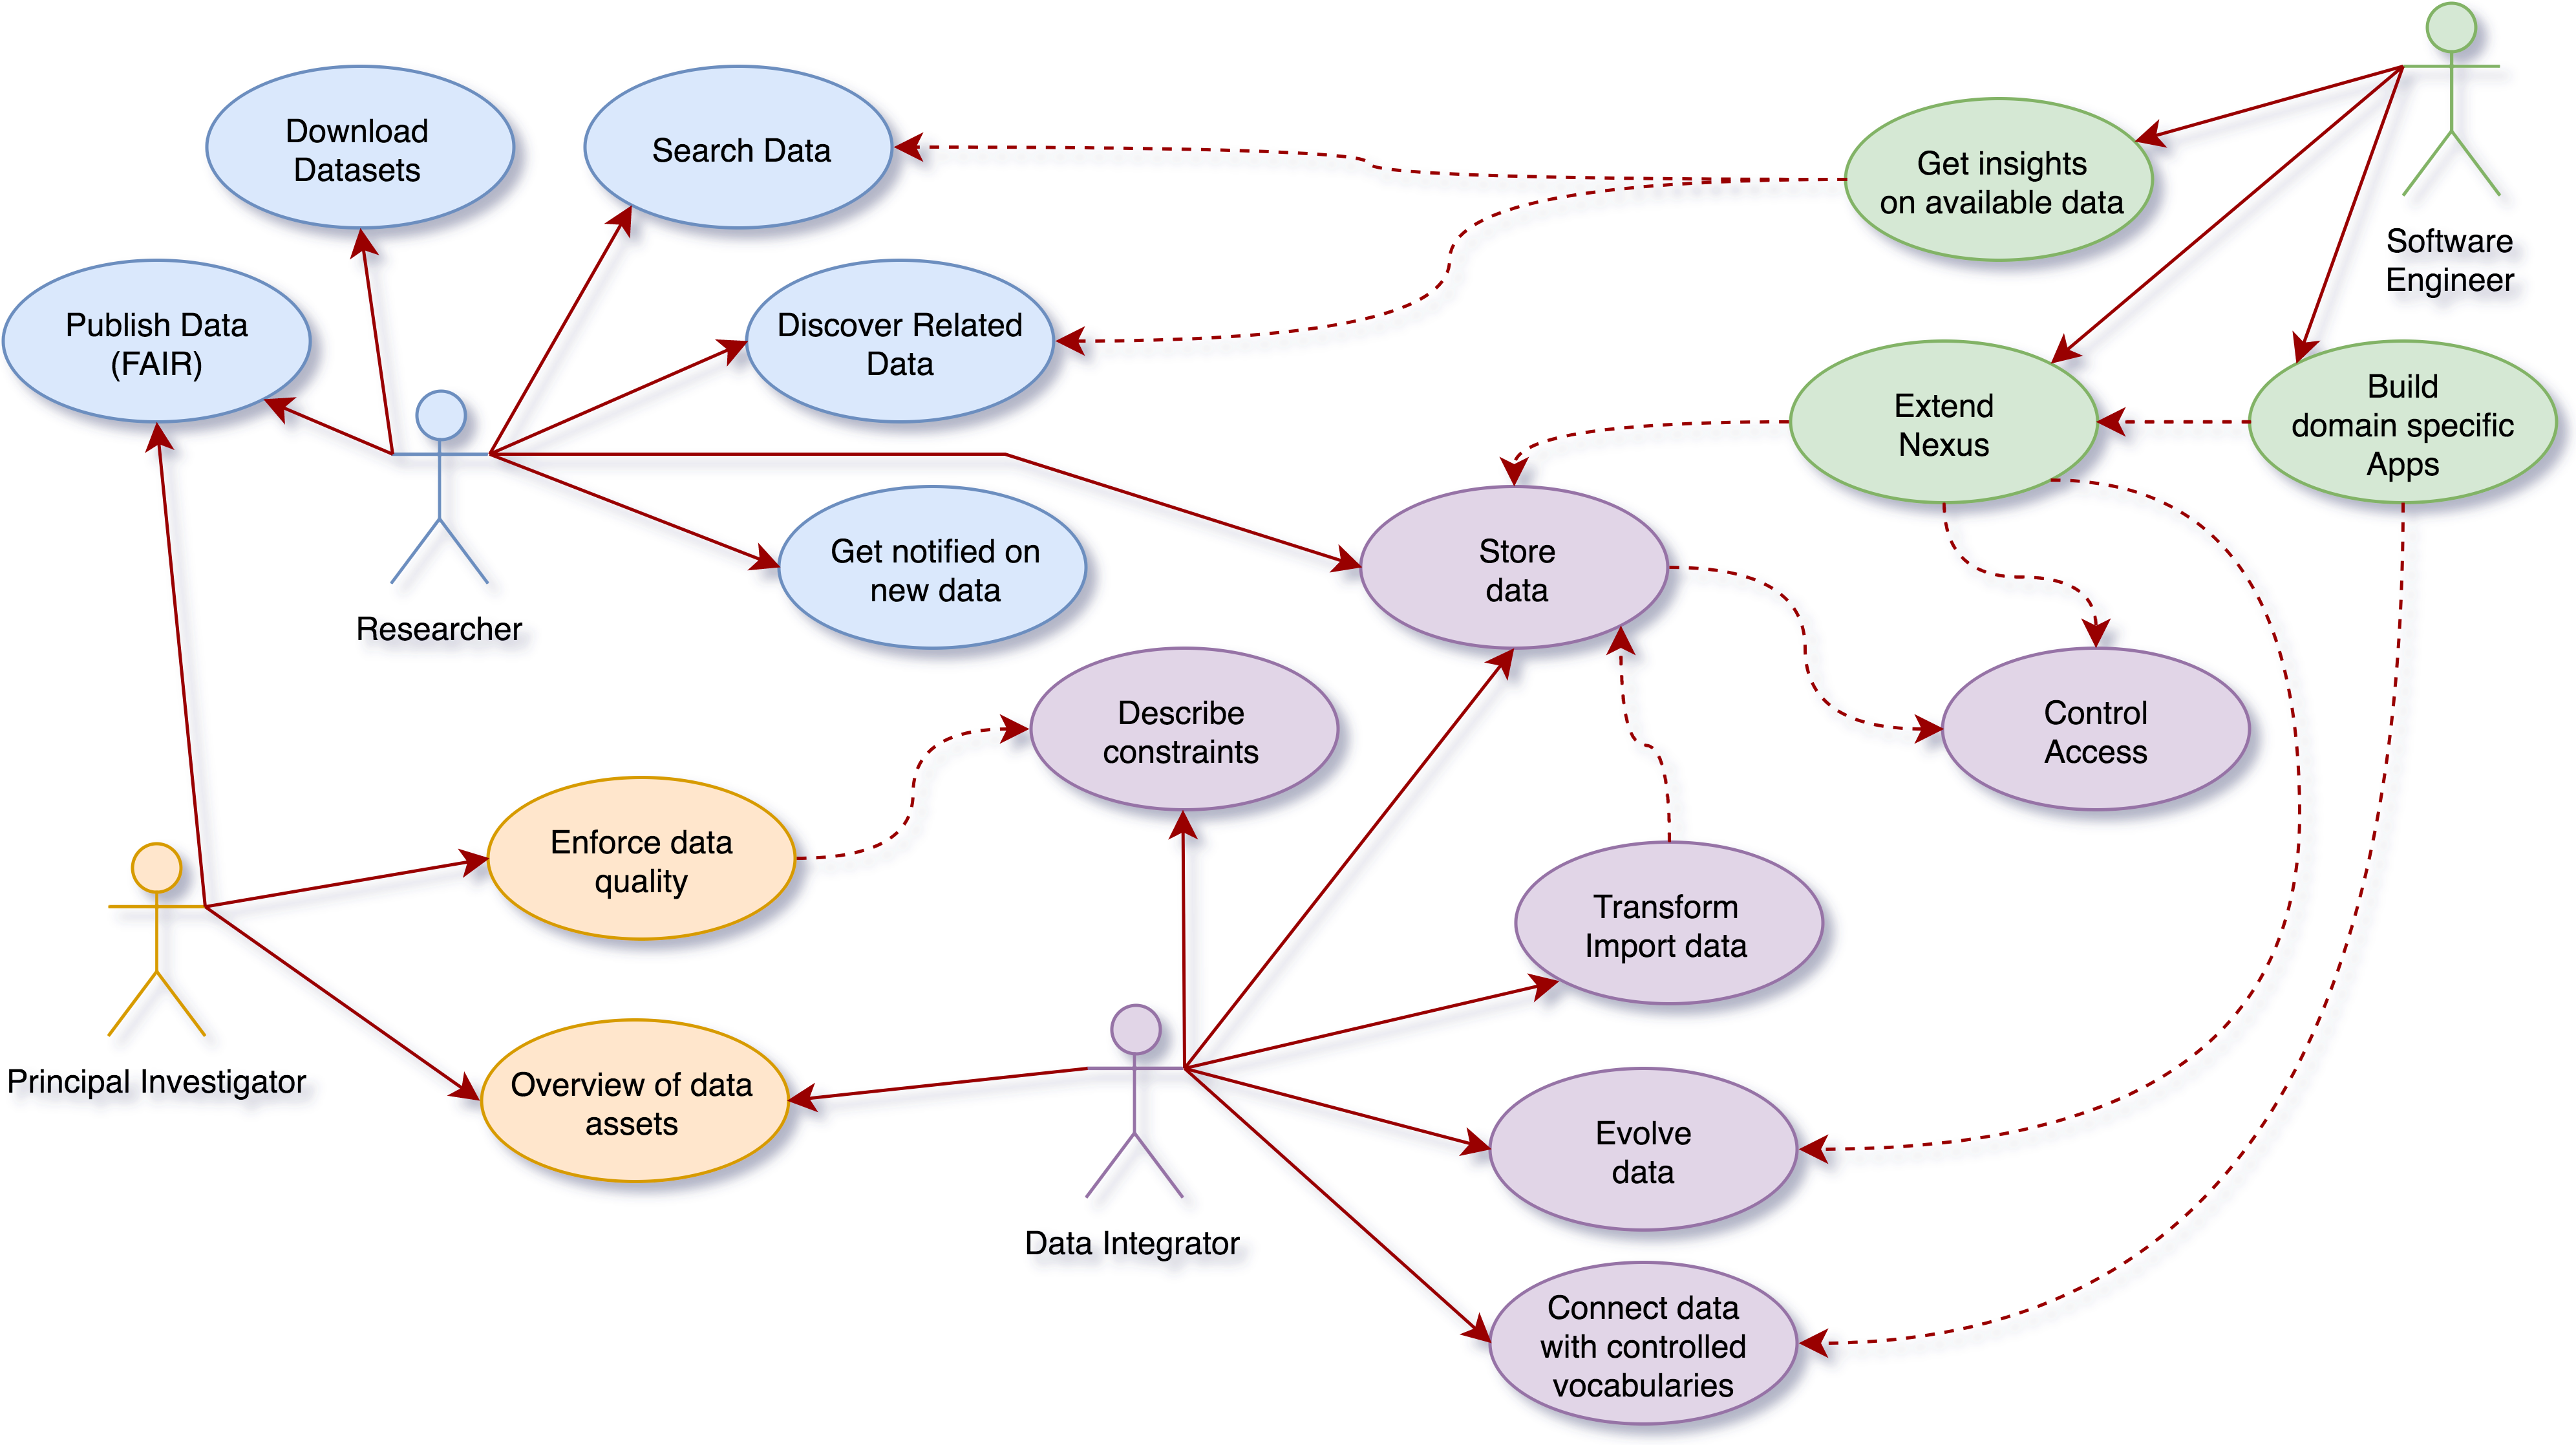 Download
Datasets
Search Data
Get insights
on available data
Software
Engineer
Publish Data
(FAIR)
Discover Related
Data
Extend
Nexus
Build
domain specific
Apps
Researcher
Get notified on
new data
Store
data
Describe
constraints
Control
Access
Enforce data
quality
Transform
Import data
Principal Investigator
Overview of data
assets
Data Integrator
Evolve
data
Connect data
with controlled
vocabularies